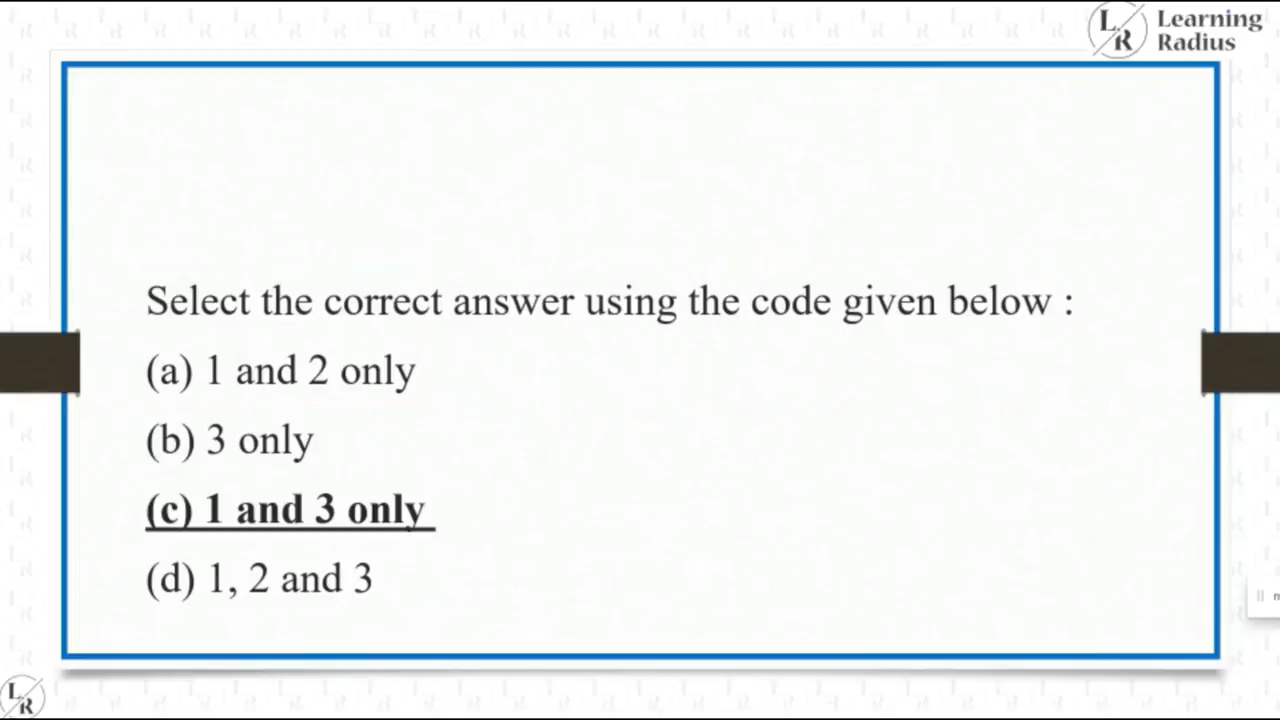 Learning
Radius
Select the correct answer using the code given below :
(a) 1 and 2 only
(b) 3 only
(c) 1 and 3 only
(d) 1, 2 and 3
LR